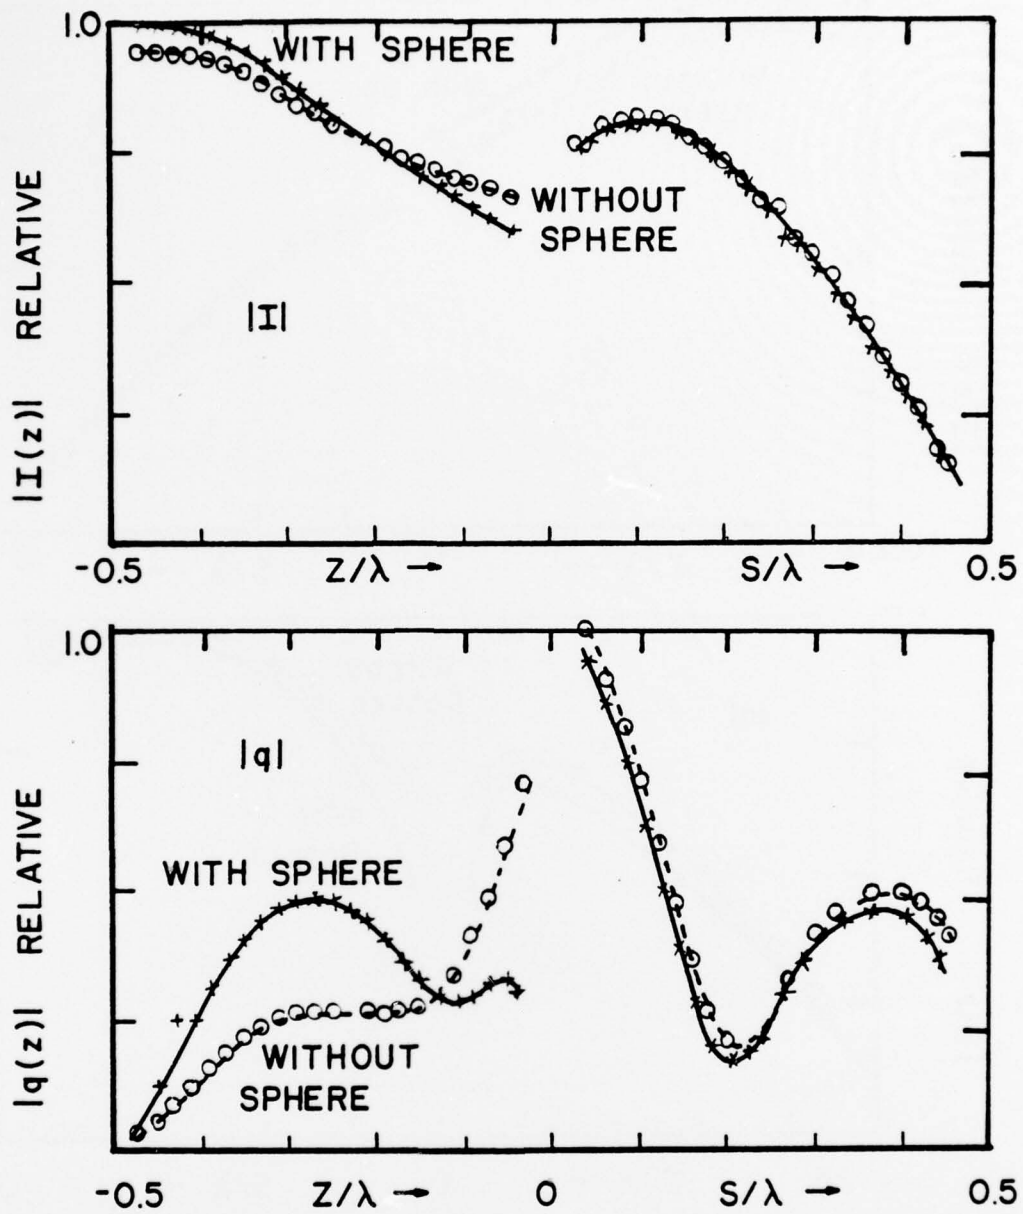 1.0
WITH SPHERE
WITHOUT
SPHERE
|I|
|I(z)| RELATIVE
-0.5 Z/λ → S/λ → 0.5
1.0
|q|
WITH SPHERE
WITHOUT
SPHERE
|q(z)| RELATIVE
-0.5 Z/λ → 0 S/λ → 0.5